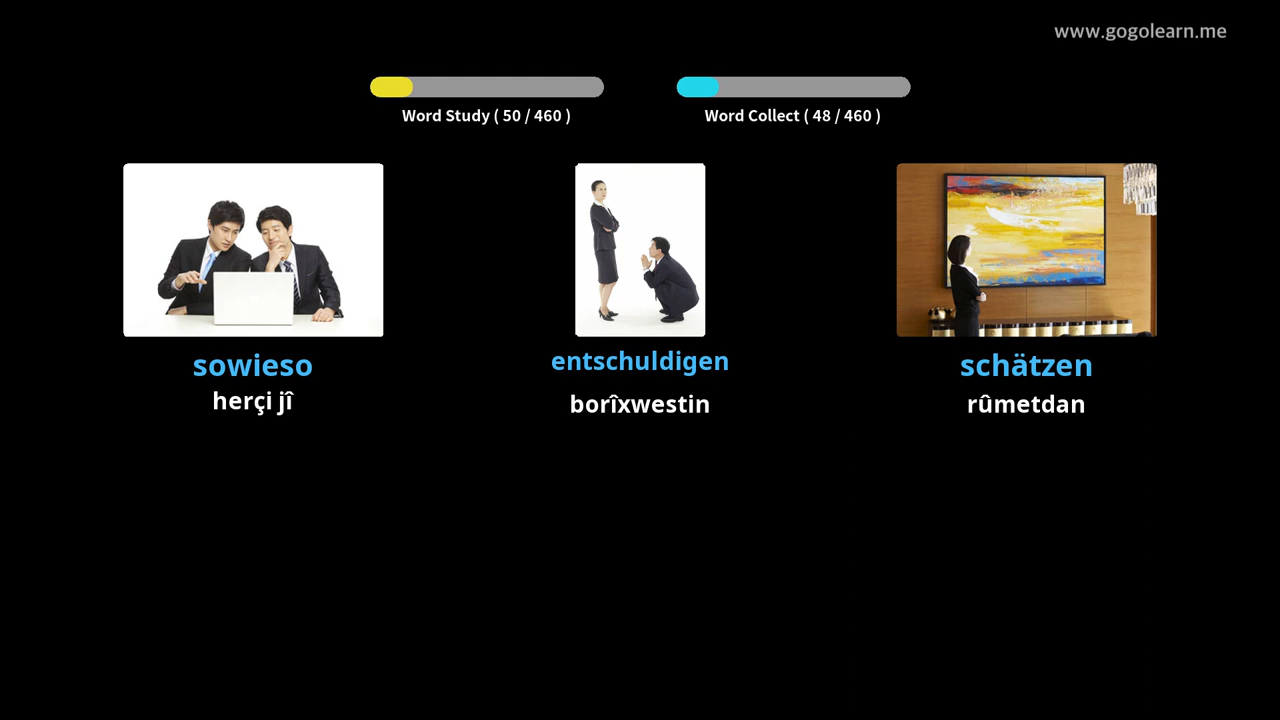 www.gogolearn.me
Word Study ( 50 / 460 )
Word Collect ( 48 / 460 )
sowieso
herçi jî
entschuldigen
borîxwestin
schätzen
rûmetdan